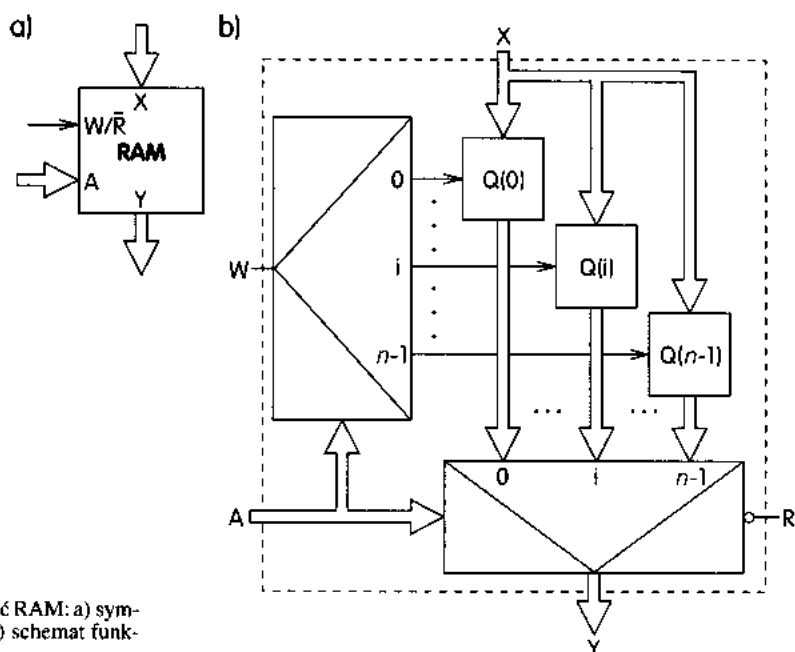 a)
X
W/R̄
RAM
A
Y
b)
X
0
Q(0)
W
i
Q(i)
n-1
Q(n-1)
... ...
0 i n-1
A
R
Y
ć RAM: a) sym-
) schemat funk-